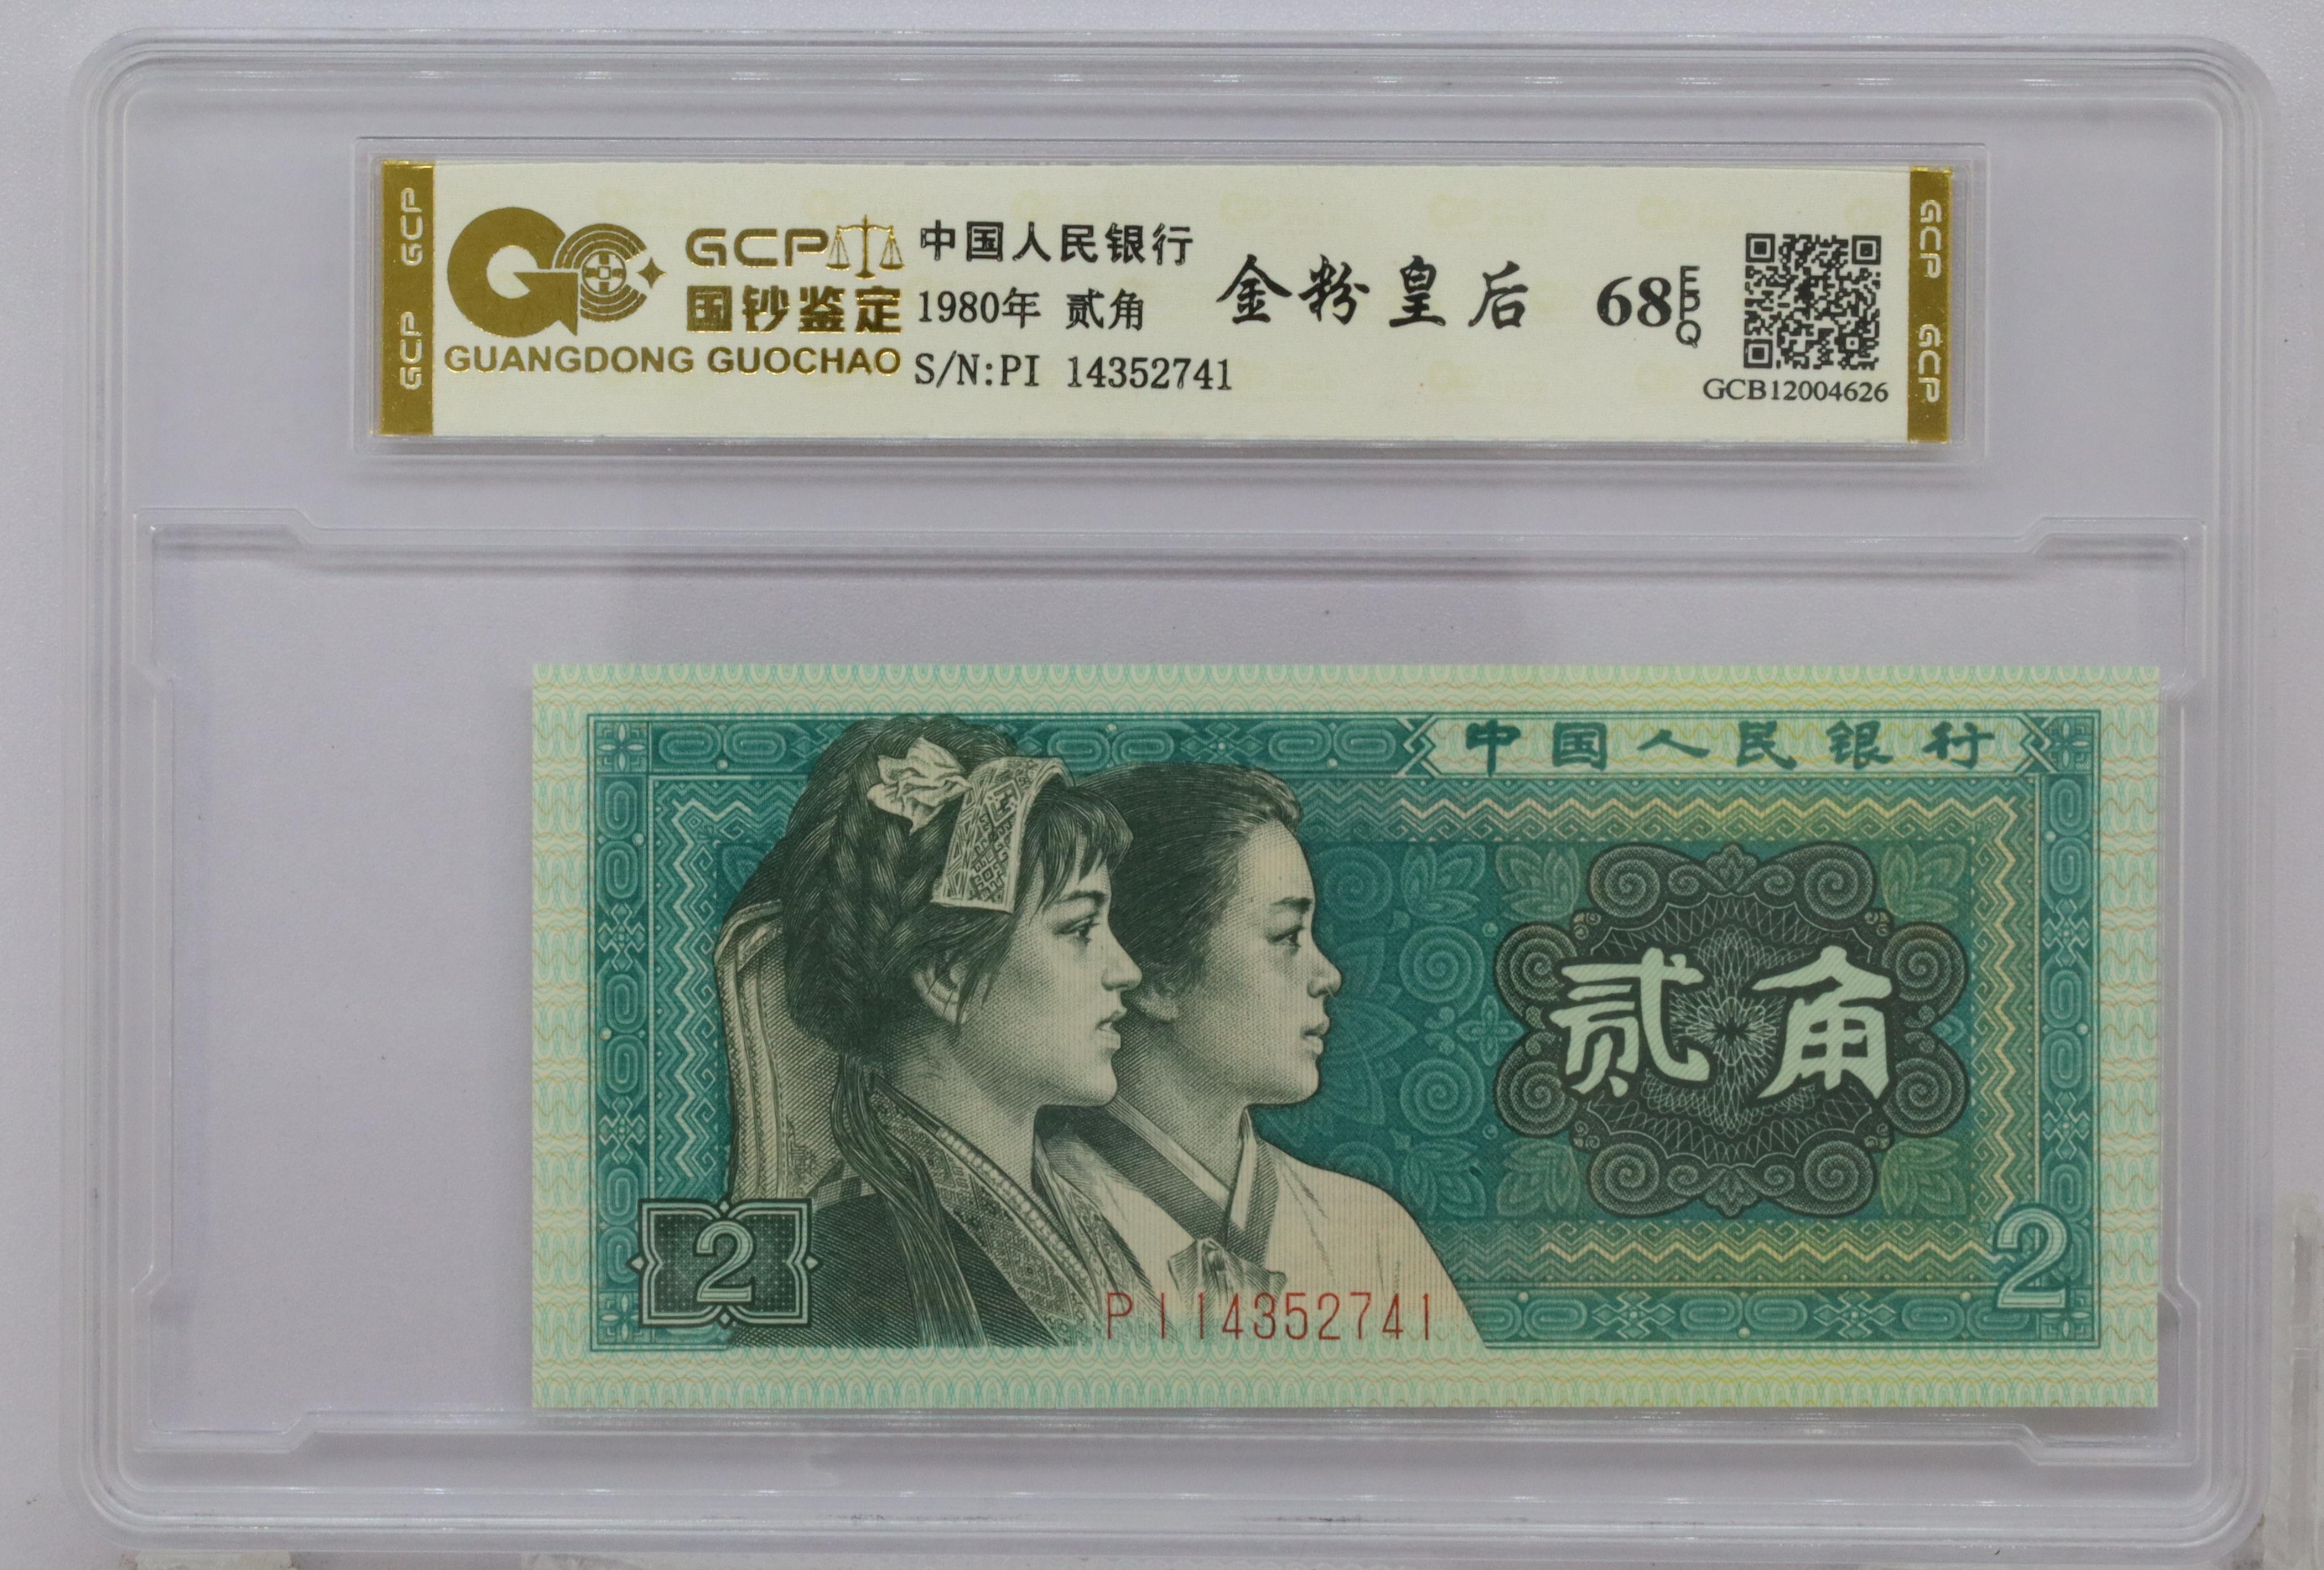 GCP
GCP
GCP
国钞鉴定
GUANGDONG GUOCHAO
中国人民银行
1980年 贰角
S/N:PI 14352741
金粉皇后
68 EPQ
GCB12004626
GCP
GCP
中国人民银行
贰角
2
2
PI14352741